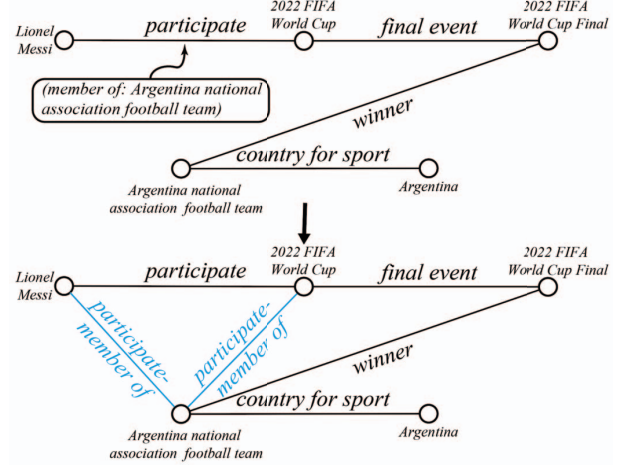 participate
2022 FIFA
World Cup
final event
2022 FIFA
World Cup Final
Lionel
Messi
(member of: Argentina national
association football team)
winner
country for sport
Argentina national
association football team
Argentina
participate
2022 FIFA
World Cup
final event
2022 FIFA
World Cup Final
Lionel
Messi
participate-
member of
participate-
member of
winner
country for sport
Argentina national
association football team
Argentina